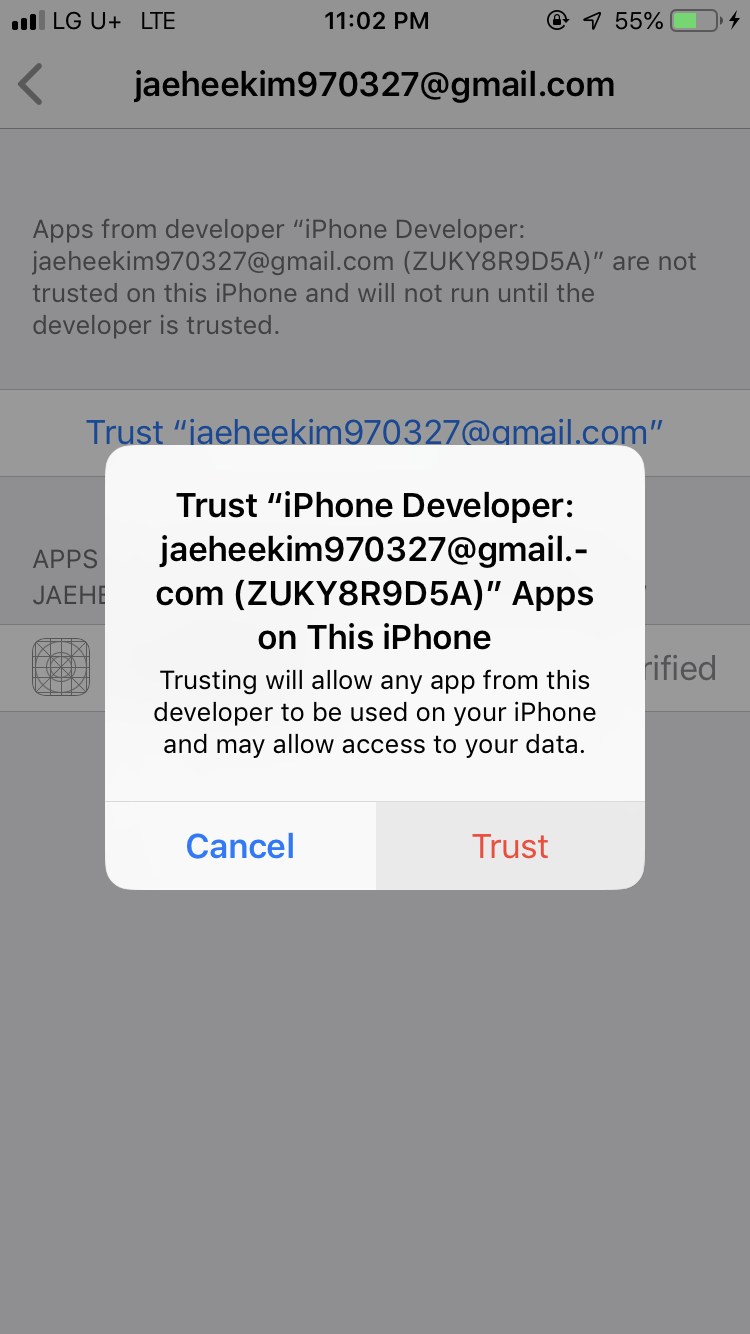 LG U+ LTE 11:02 PM 55%
jaeheekim970327@gmail.com
Apps from developer “iPhone Developer:
jaeheekim970327@gmail.com (ZUKY8R9D5A)” are not
trusted on this iPhone and will not run until the
developer is trusted.
Trust “jaeheekim970327@gmail.com”
Trust “iPhone Developer:
jaeheekim970327@gmail.-
com (ZUKY8R9D5A)” Apps
on This iPhone
Trusting will allow any app from this
developer to be used on your iPhone
and may allow access to your data.
Cancel Trust
APPS
JAEHE
rified